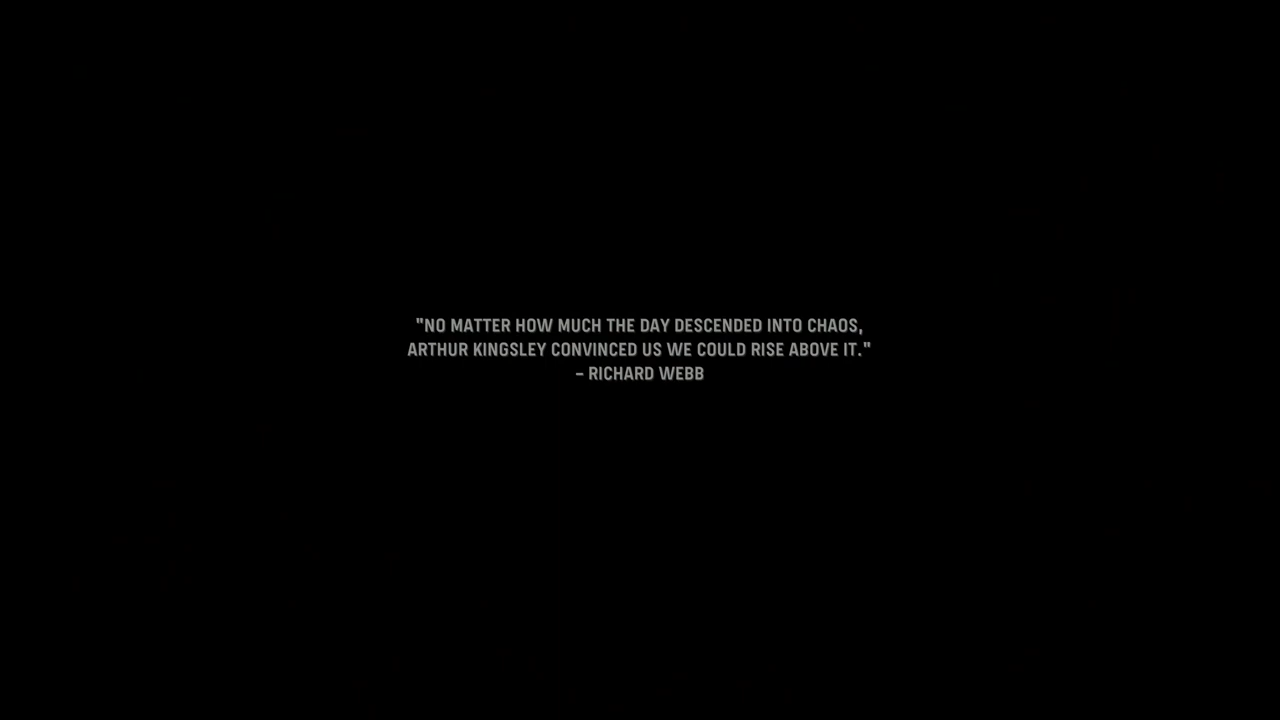 "NO MATTER HOW MUCH THE DAY DESCENDED INTO CHAOS,
ARTHUR KINGSLEY CONVINCED US WE COULD RISE ABOVE IT."
– RICHARD WEBB